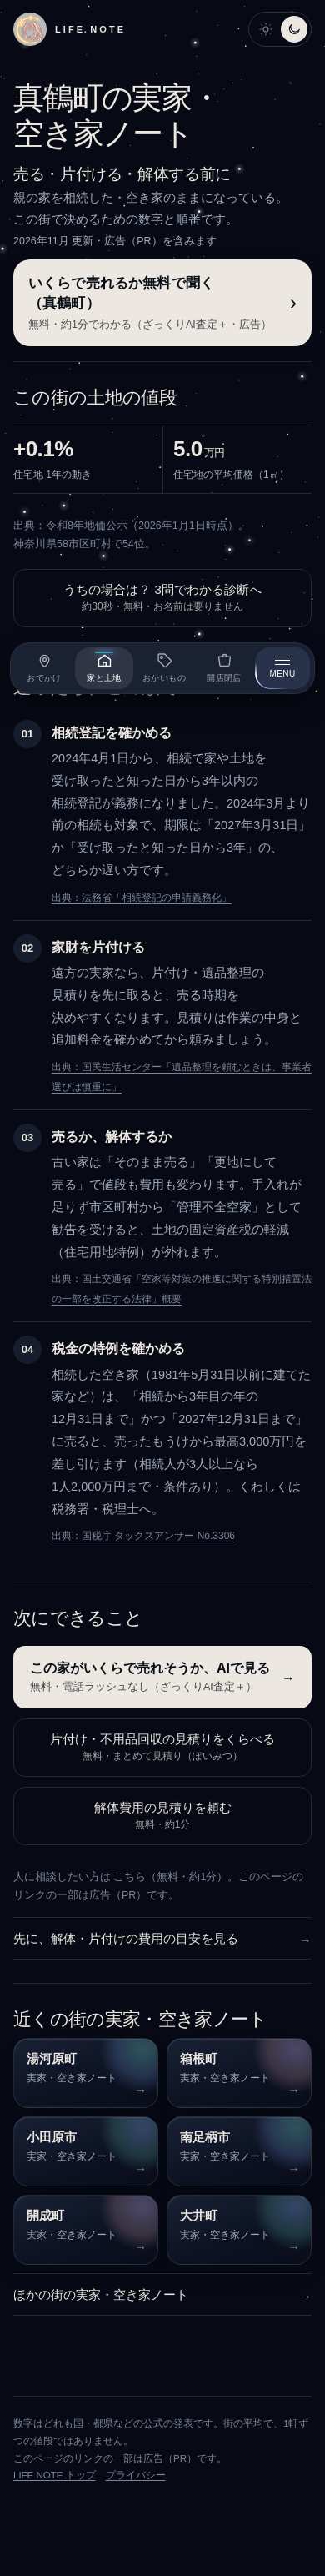 LIFE.NOTE
真鶴町の実家・
空き家ノート
売る・片付ける・解体する前に
親の家を相続した・空き家のままになっている。
この街で決めるための数字と順番です。
2026年11月 更新・広告（PR）を含みます
いくらで売れるか無料で聞く
（真鶴町）
›
無料・約1分でわかる（ざっくりAI査定＋・広告）
この街の土地の値段
+0.1%
5.0万円
住宅地 1年の動き
住宅地の平均価格（1㎡）
出典：令和8年地価公示（2026年1月1日時点）。
神奈川県58市区町村で54位。
うちの場合は？ 3問でわかる診断へ
約30秒・無料・お名前は要りません
おでかけ
家と土地
おかいもの
開店閉店
MENU
01
相続登記を確かめる
2024年4月1日から、相続で家や土地を
受け取ったと知った日から3年以内の
相続登記が義務になりました。2024年3月より
前の相続も対象で、期限は「2027年3月31日」
か「受け取ったと知った日から3年」の、
どちらか遅い方です。
出典：法務省「相続登記の申請義務化」
02
家財を片付ける
遠方の実家なら、片付け・遺品整理の
見積りを先に取ると、売る時期を
決めやすくなります。見積りは作業の中身と
追加料金を確かめてから頼みましょう。
出典：国民生活センター「遺品整理を頼むときは、事業者
選びは慎重に」
03
売るか、解体するか
古い家は「そのまま売る」「更地にして
売る」で値段も費用も変わります。手入れが
足りず市区町村から「管理不全空家」として
勧告を受けると、土地の固定資産税の軽減
（住宅用地特例）が外れます。
出典：国土交通省「空家等対策の推進に関する特別措置法
の一部を改正する法律」概要
04
税金の特例を確かめる
相続した空き家（1981年5月31日以前に建てた
家など）は、「相続から3年目の年の
12月31日まで」かつ「2027年12月31日まで」
に売ると、売ったもうけから最高3,000万円を
差し引けます（相続人が3人以上なら
1人2,000万円まで・条件あり）。くわしくは
税務署・税理士へ。
出典：国税庁 タックスアンサー No.3306
次にできること
この家がいくらで売れそうか、AIで見る
→
無料・電話ラッシュなし（ざっくりAI査定＋）
片付け・不用品回収の見積りをくらべる
無料・まとめて見積り（ぽいみつ）
解体費用の見積りを頼む
無料・約1分
人に相談したい方は こちら（無料・約1分）。このページの
リンクの一部は広告（PR）です。
先に、解体・片付けの費用の目安を見る →
近くの街の実家・空き家ノート
湯河原町
実家・空き家ノート
→
箱根町
実家・空き家ノート
→
小田原市
実家・空き家ノート
→
南足柄市
実家・空き家ノート
→
開成町
実家・空き家ノート
→
大井町
実家・空き家ノート
→
ほかの街の実家・空き家ノート →
数字はどれも国・都県などの公式の発表です。街の平均で、1軒ず
つの値段ではありません。
このページのリンクの一部は広告（PR）です。
LIFE NOTE トップ プライバシー